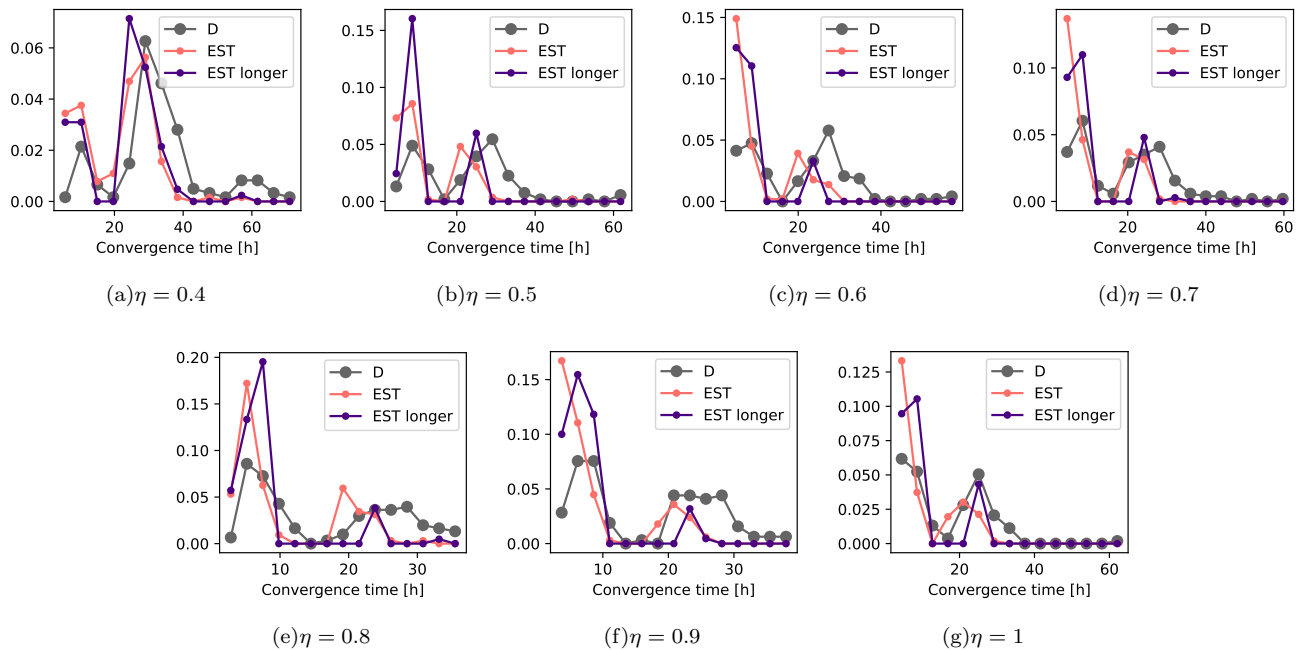 0.06
0.04
0.02
0.00
D
EST
EST longer
20
40
60
Convergence time [h]
(a)η = 0.4
0.15
0.10
0.05
0.00
D
EST
EST longer
20
40
60
Convergence time [h]
(b)η = 0.5
0.15
0.10
0.05
0.00
D
EST
EST longer
20
40
Convergence time [h]
(c)η = 0.6
0.10
0.05
0.00
D
EST
EST longer
20
40
60
Convergence time [h]
(d)η = 0.7
0.20
0.15
0.10
0.05
0.00
D
EST
EST longer
10
20
30
Convergence time [h]
(e)η = 0.8
0.15
0.10
0.05
0.00
D
EST
EST longer
10
20
30
Convergence time [h]
(f)η = 0.9
0.125
0.100
0.075
0.050
0.025
0.000
D
EST
EST longer
20
40
60
Convergence time [h]
(g)η = 1